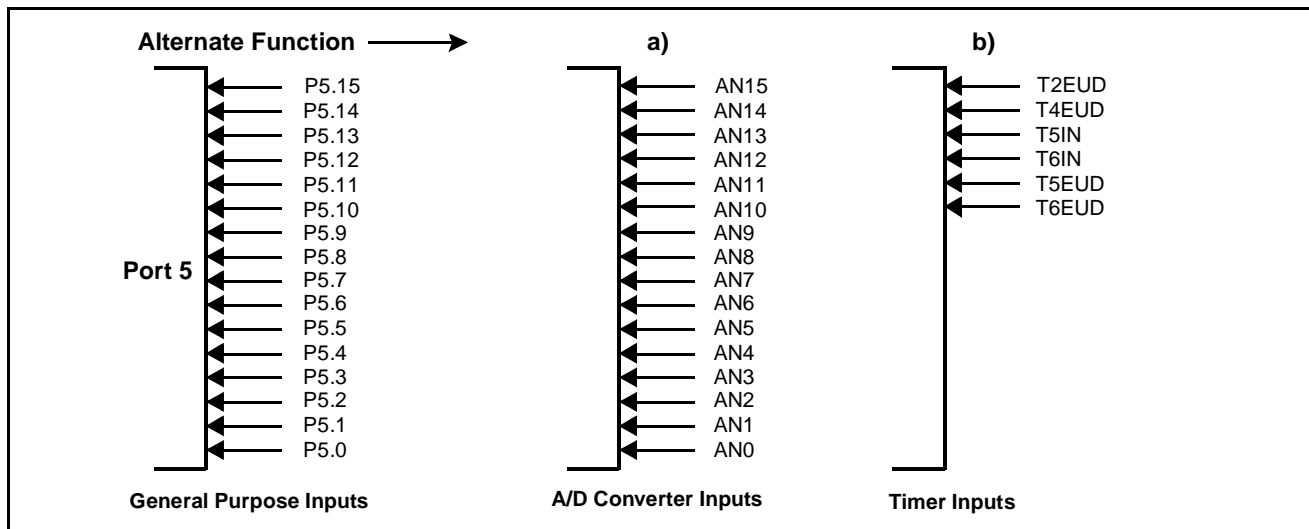 Alternate Function a) b)
P5.15 AN15 T2EUD
P5.14 AN14 T4EUD
P5.13 AN13 T5IN
P5.12 AN12 T6IN
P5.11 AN11 T5EUD
P5.10 AN10 T6EUD
P5.9 AN9
P5.8 AN8
Port 5
P5.7 AN7
P5.6 AN6
P5.5 AN5
P5.4 AN4
P5.3 AN3
P5.2 AN2
P5.1 AN1
P5.0 AN0
General Purpose Inputs A/D Converter Inputs Timer Inputs